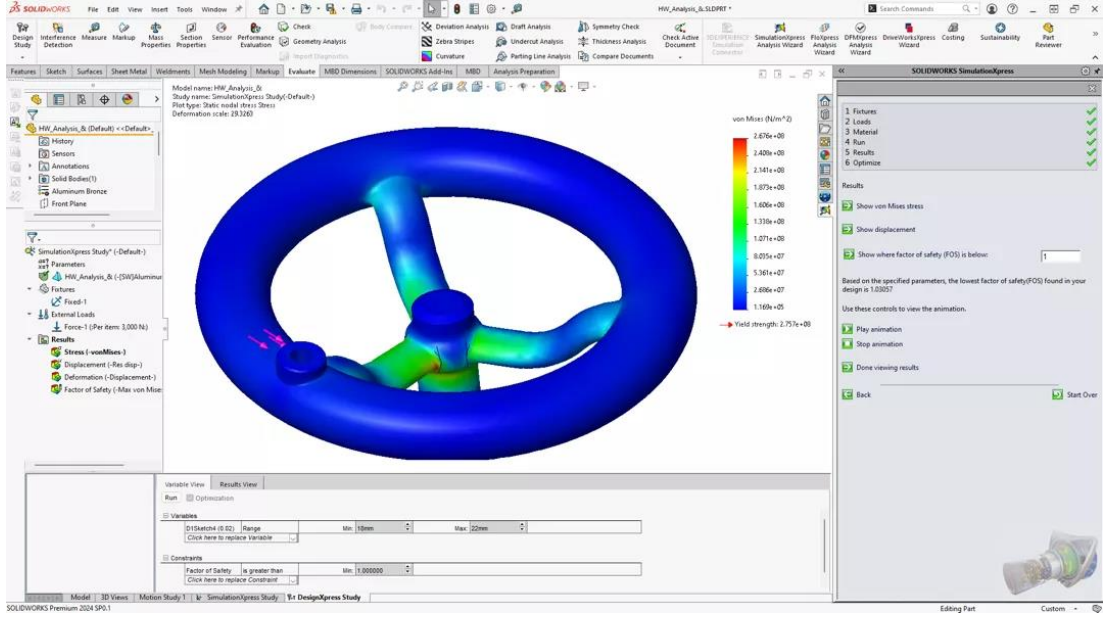 SOLIDWORKS File Edit View Insert Tools Window HW_Analysis_&.SLDPRT * Search Commands
Design Study Interference Detection Measure Markup Mass Properties Section Properties Sensor Performance Evaluation
Check Body Compare
Geometry Analysis
Import Diagnostics
Deviation Analysis Draft Analysis Symmetry Check
Zebra Stripes Undercut Analysis Thickness Analysis
Curvature Parting Line Analysis Compare Documents
Check Active Document 3DEXPERIENCE Simulation Connector SimulationXpress Analysis Wizard FloXpress Analysis Wizard DFMXpress Analysis Wizard DriveWorksXpress Wizard Costing Sustainability Part Reviewer
Features Sketch Surfaces Sheet Metal Weldments Mesh Modeling Markup Evaluate MBD Dimensions SOLIDWORKS Add-Ins MBD Analysis Preparation
HW_Analysis_& (Default) <<Default>_
History
Sensors
Annotations
Solid Bodies(1)
Aluminum Bronze
Front Plane
SimulationXpress Study* (-Default-)
Parameters
HW_Analysis_& (-[SW]Aluminur
Fixtures
Fixed-1
External Loads
Force-1 (:Per item: 3,000 N:)
Results
Stress (-vonMises-)
Displacement (-Res disp-)
Deformation (-Displacement-)
Factor of Safety (-Max von Mise
Model name: HW_Analysis_&
Study name: SimulationXpress Study(-Default-)
Plot type: Static nodal stress Stress
Deformation scale: 29.3263
von Mises (N/m^2)
2.676e+08
2.408e+08
2.141e+08
1.873e+08
1.606e+08
1.338e+08
1.071e+08
8.035e+07
5.361e+07
2.686e+07
1.169e+05
Yield strength: 2.757e+08
SOLIDWORKS SimulationXpress
1 Fixtures
2 Loads
3 Material
4 Run
5 Results
6 Optimize
Results
Show von Mises stress
Show displacement
Show where factor of safety (FOS) is below: 1
Based on the specified parameters, the lowest factor of safety(FOS) found in your
design is 1.03057
Use these controls to view the animation.
Play animation
Stop animation
Done viewing results
Back Start Over
Variable View Results View
Run Optimization
Variables
D1Sketch4 (0.02) Range Min: 10mm Max: 22mm
Click here to replace Variable
Constraints
Factor of Safety is greater than Min: 1.000000
Click here to replace Constraint
Model 3D Views Motion Study 1 SimulationXpress Study DesignXpress Study
SOLIDWORKS Premium 2024 SP0.1 Editing Part Custom